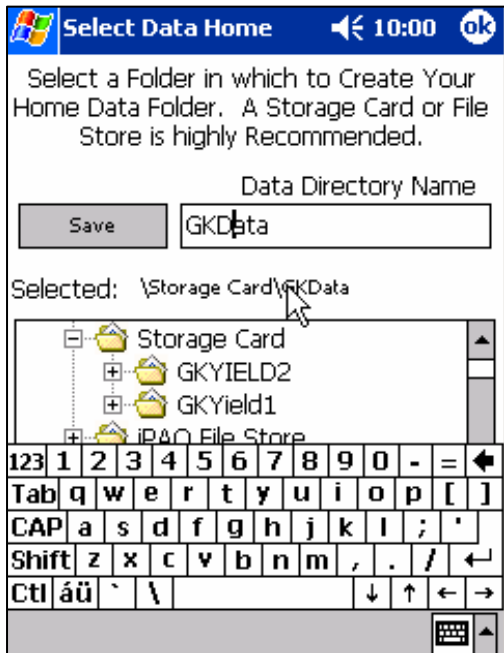 Select Data Home 10:00 ok
Select a Folder in which to Create Your
Home Data Folder. A Storage Card or File
Store is highly Recommended.
Data Directory Name
Save GKData
Selected: \Storage Card\GKData
Storage Card
GKYIELD2
GKYield1
iPAQ File Store
123 1 2 3 4 5 6 7 8 9 0 - =
Tab q w e r t y u i o p [ ]
CAP a s d f g h j k l ; '
Shift z x c v b n m , . /
Ctl áü ` \ ↓ ↑ ← →